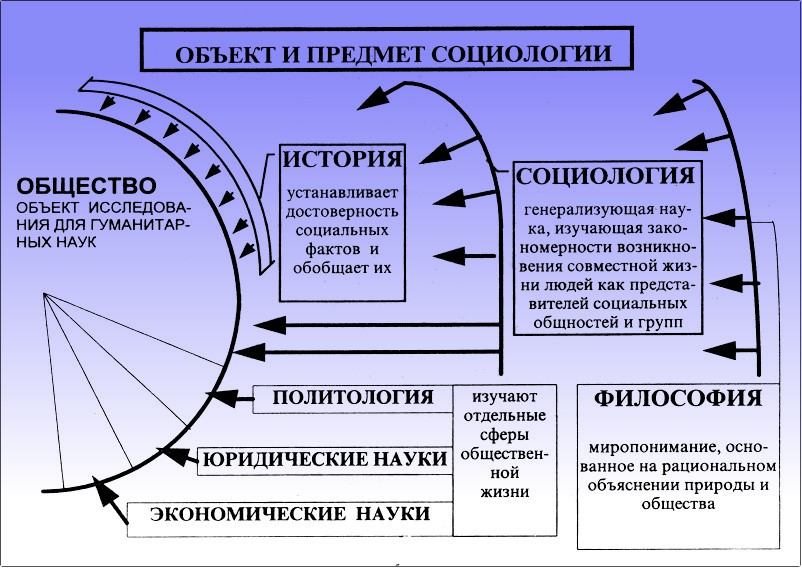 ОБЪЕКТ И ПРЕДМЕТ СОЦИОЛОГИИ
ОБЩЕСТВО
ОБЪЕКТ ИССЛЕДОВА-
НИЯ ДЛЯ ГУМАНИТАР-
НЫХ НАУК
ИСТОРИЯ
устанавливает
достоверность
социальных
фактов и
обобщает их
СОЦИОЛОГИЯ
генерализующая нау-
ка, изучающая зако-
номерности возникно-
вения совместной жиз-
ни людей как предста-
вителей социальных
общностей и групп
ПОЛИТОЛОГИЯ
ЮРИДИЧЕСКИЕ НАУКИ
ЭКОНОМИЧЕСКИЕ НАУКИ
изучают
отдельные
сферы
обществен-
ной
жизни
ФИЛОСОФИЯ
миропонимание, осно-
ванное на рациональном
объяснении природы и
общества